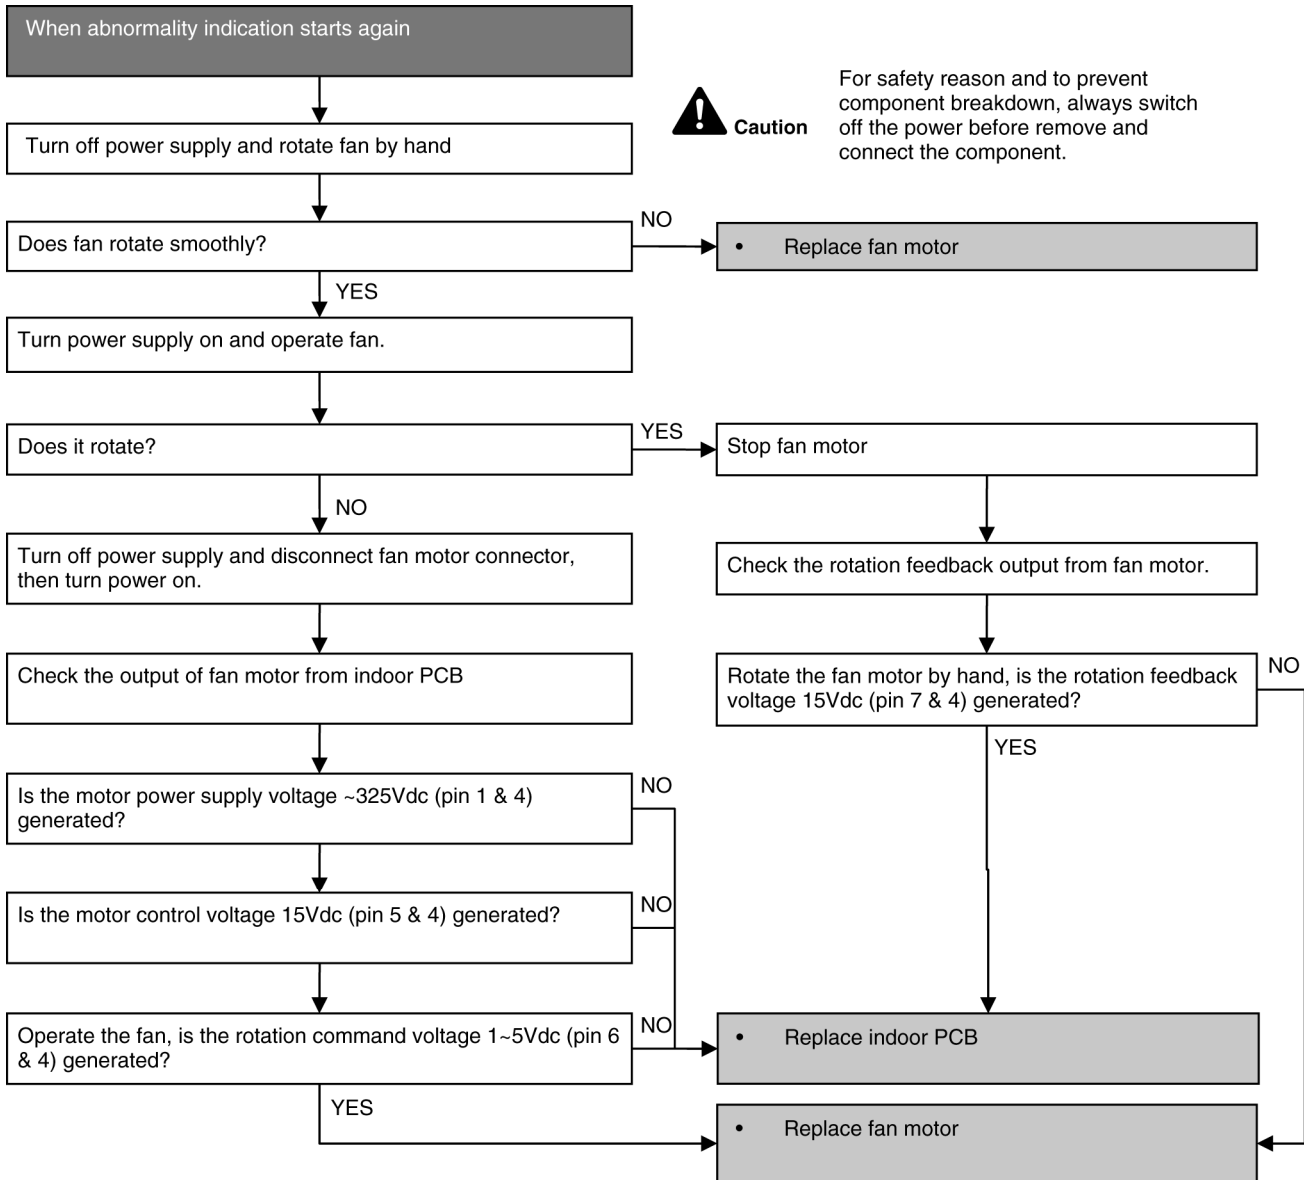 When abnormality indication starts again
For safety reason and to prevent
component breakdown, always switch
off the power before remove and
connect the component.
Caution
Turn off power supply and rotate fan by hand
Does fan rotate smoothly?
NO
• Replace fan motor
YES
Turn power supply on and operate fan.
Does it rotate?
YES
Stop fan motor
NO
Turn off power supply and disconnect fan motor connector,
then turn power on.
Check the rotation feedback output from fan motor.
Check the output of fan motor from indoor PCB
Rotate the fan motor by hand, is the rotation feedback
voltage 15Vdc (pin 7 & 4) generated?
NO
YES
Is the motor power supply voltage ~325Vdc (pin 1 & 4)
generated?
NO
Is the motor control voltage 15Vdc (pin 5 & 4) generated?
NO
Operate the fan, is the rotation command voltage 1~5Vdc (pin 6
& 4) generated?
NO
• Replace indoor PCB
YES
• Replace fan motor